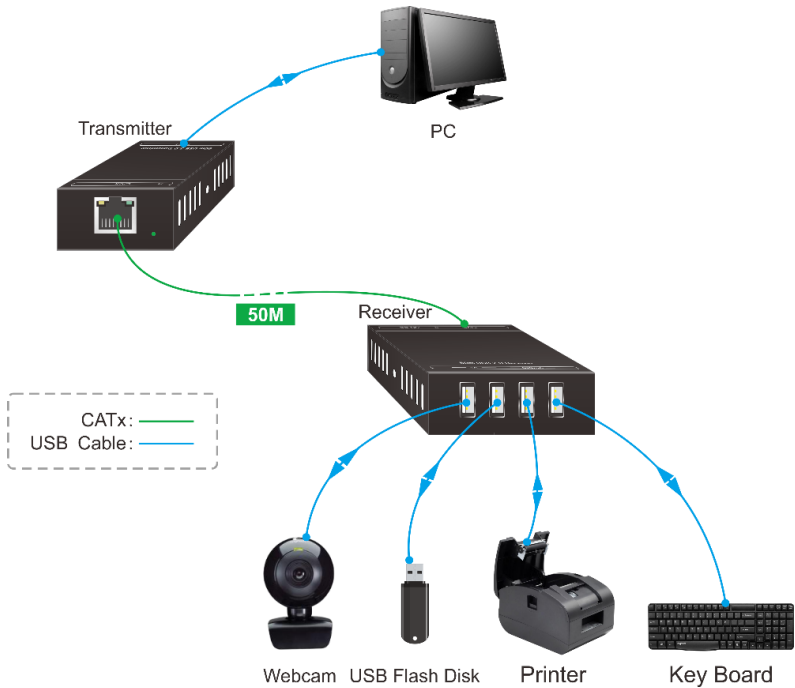 PC
Transmitter
50M
Receiver
CATx:
USB Cable:
Webcam
USB Flash Disk
Printer
Key Board